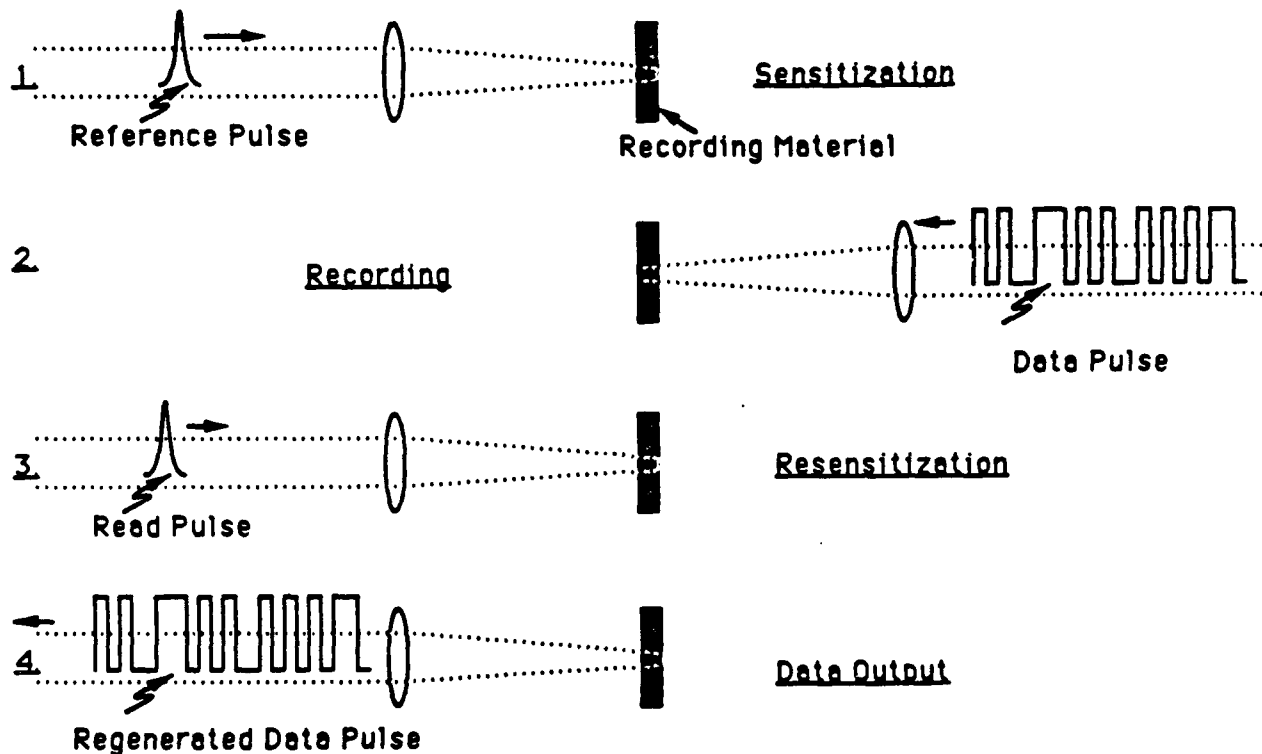 1.
Sensitization
Reference Pulse
Recording Material
2.
Recording
Data Pulse
3.
Resensitization
Read Pulse
4.
Data Output
Regenerated Data Pulse